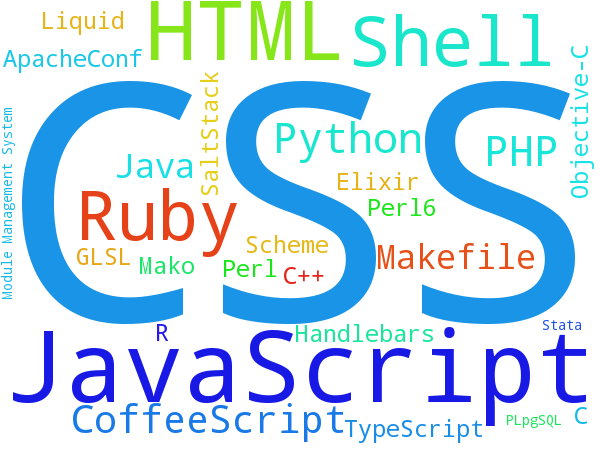 Liquid
HTML
Shell
ApacheConf
Objective-C
SaltStack
CSS
Module Management System
Python
PHP
Java
Elixir
Ruby
Perl6
Scheme
Makefile
GLSL
Mako
Perl
C++
R
Handlebars
Stata
JavaScript
CoffeeScript
TypeScript
PLpgSQL
C